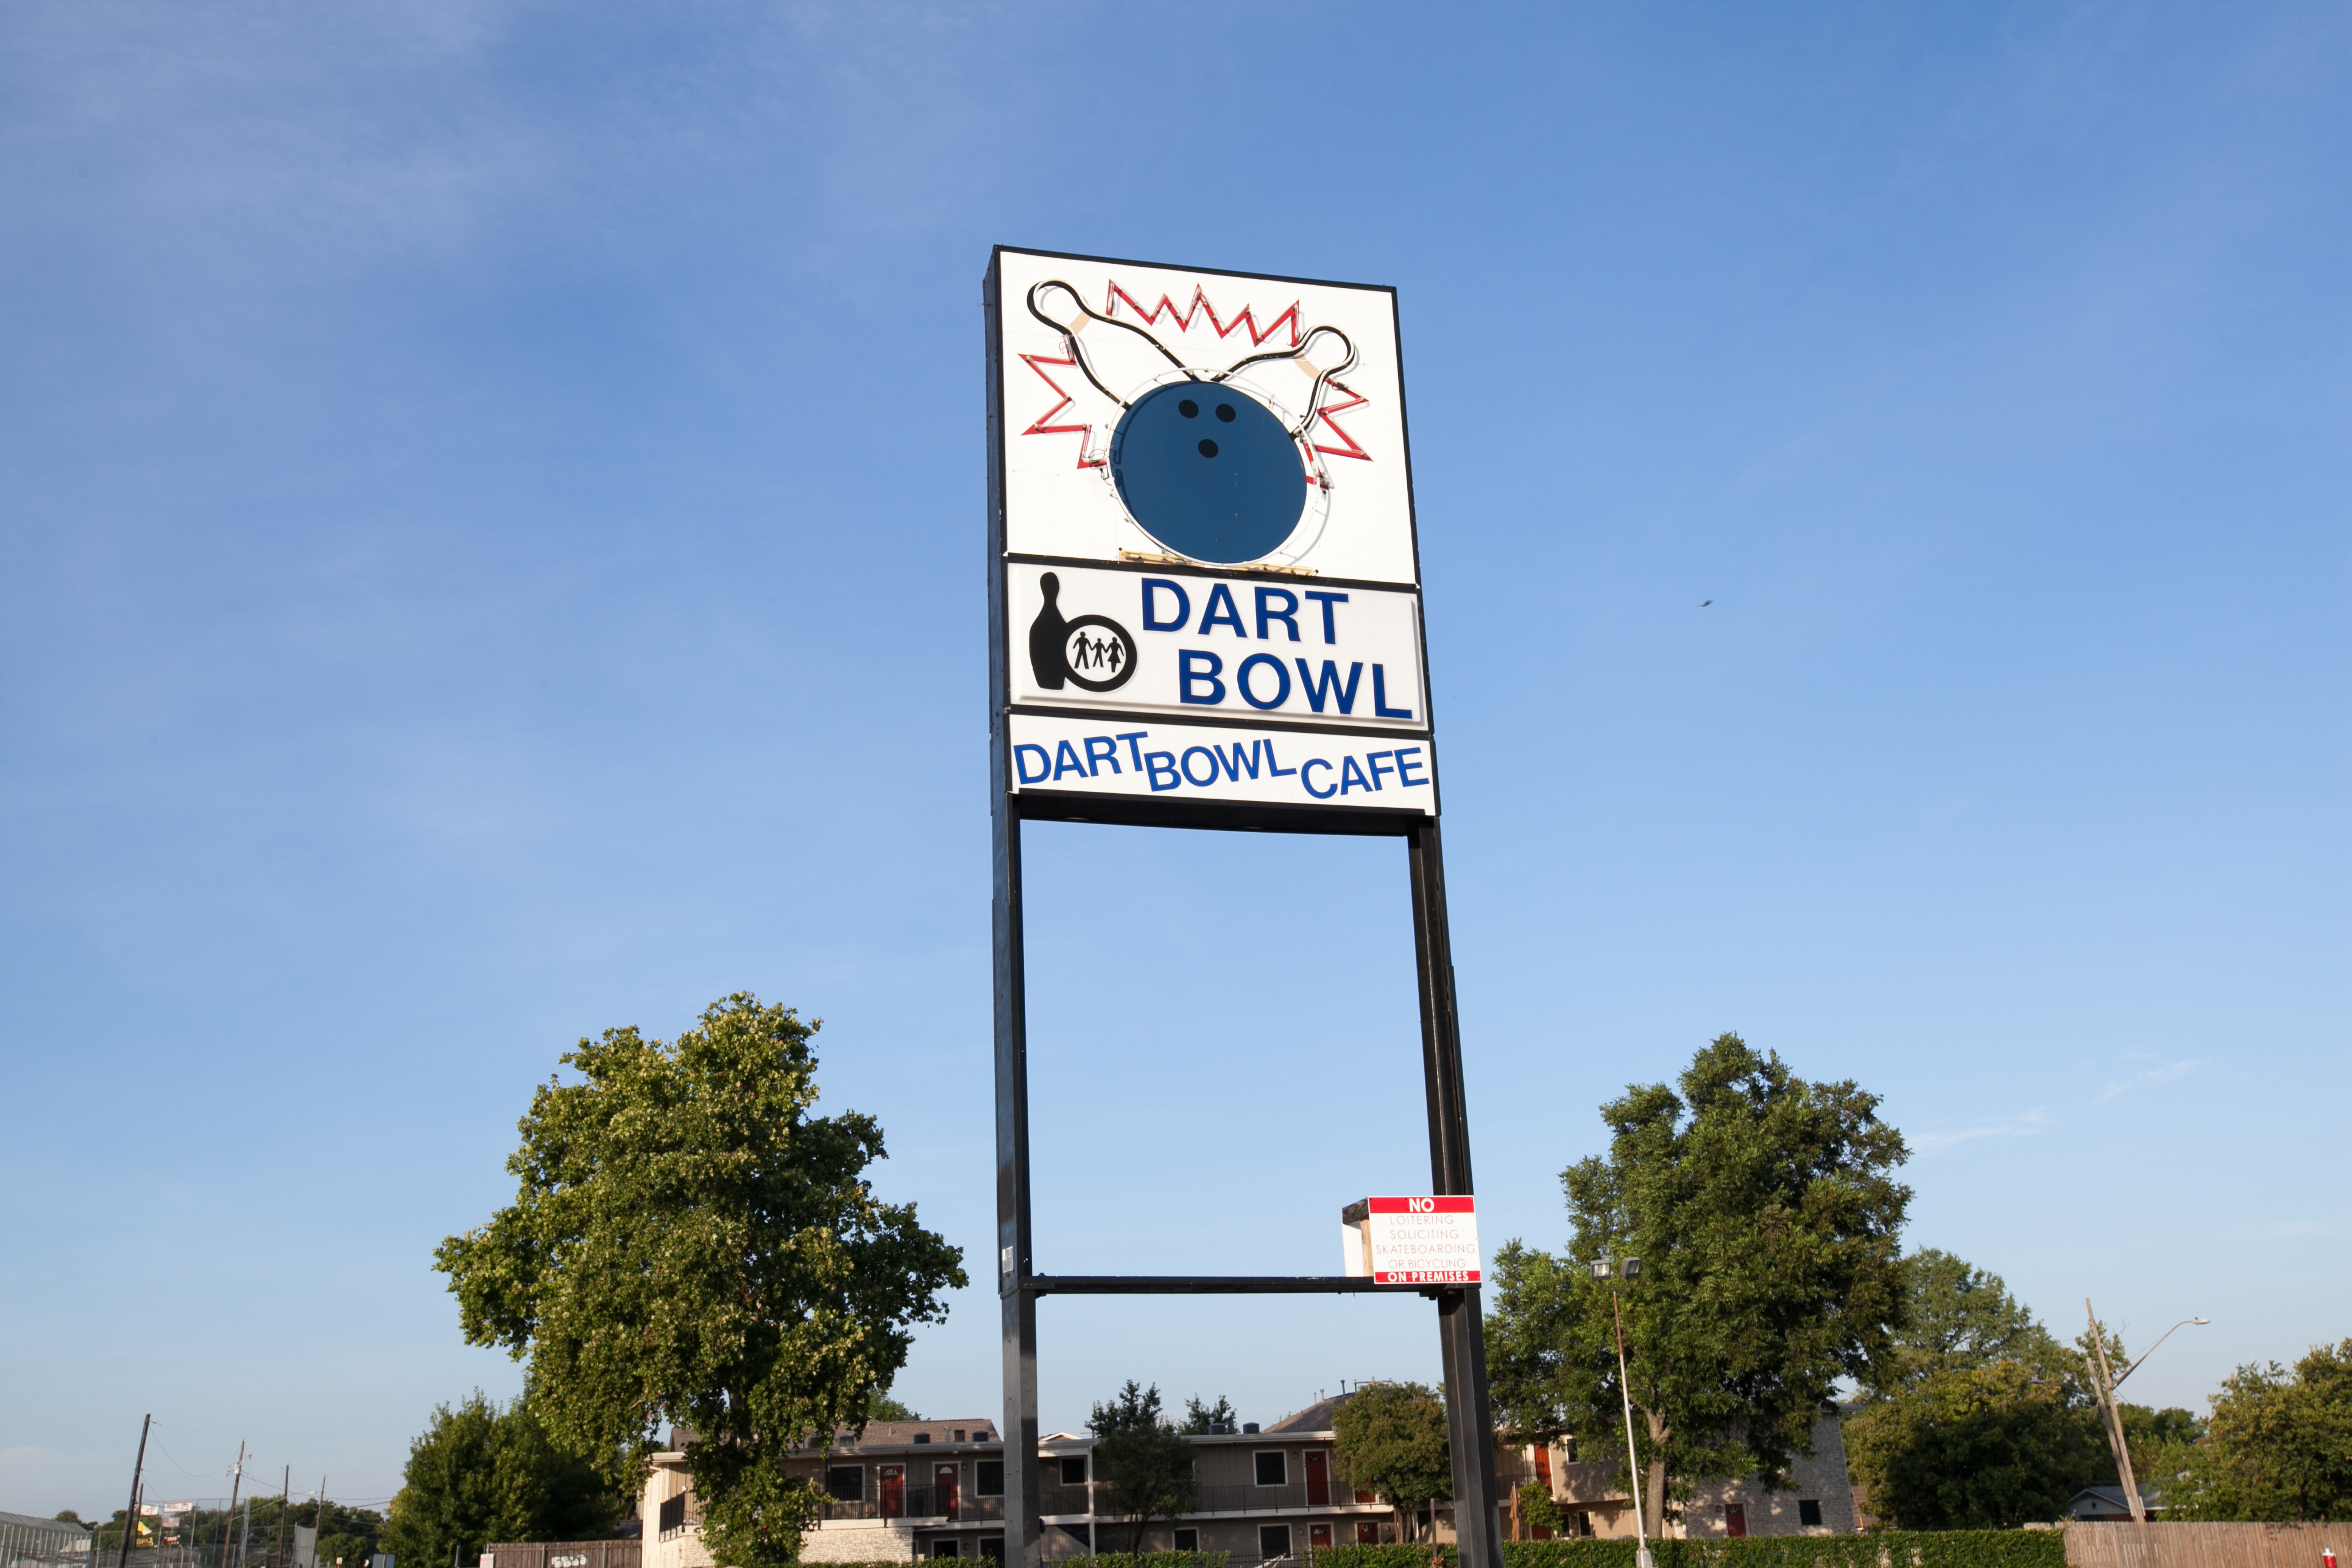 DART
BOWL
DART BOWL CAFE
NO
LOITERING
SOLICITING
SKATEBOARDING
OR BICYCLING
ON PREMISES